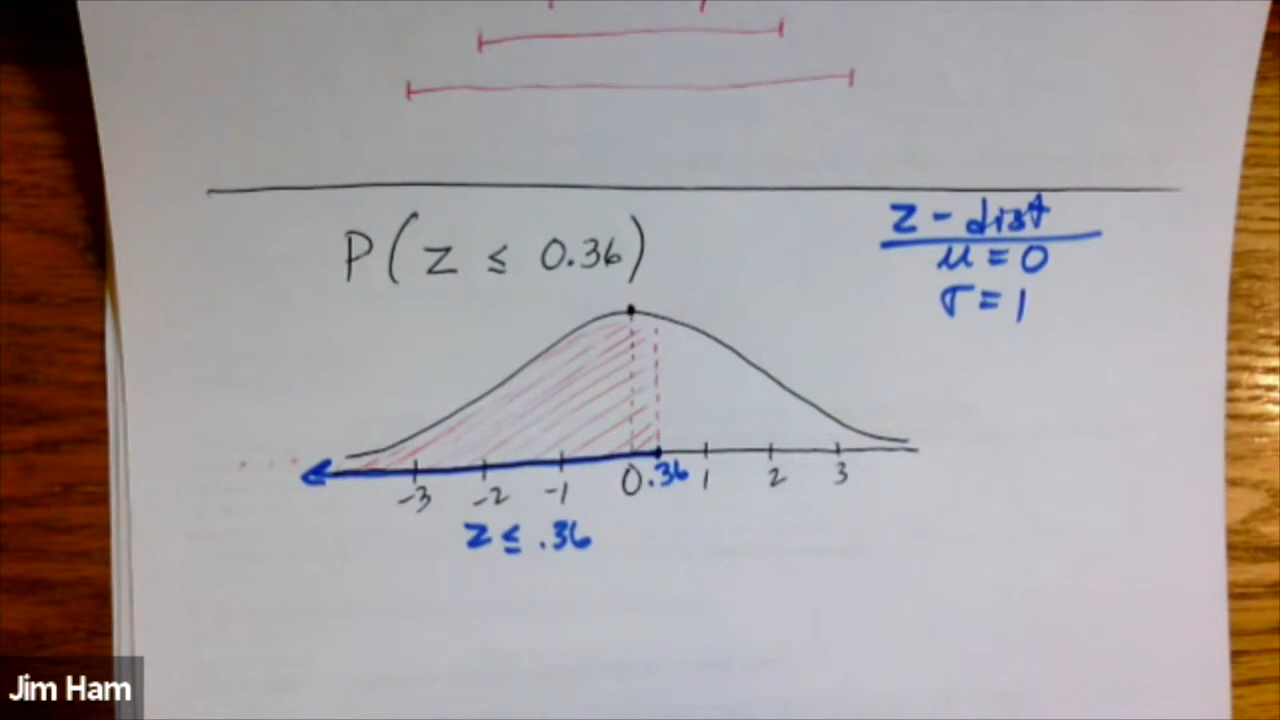 P(Z ≤ 0.36)
Z - dist
μ = 0
σ = 1
-3 -2 -1 0 .36 1 2 3
Z ≤ .36
Jim Ham